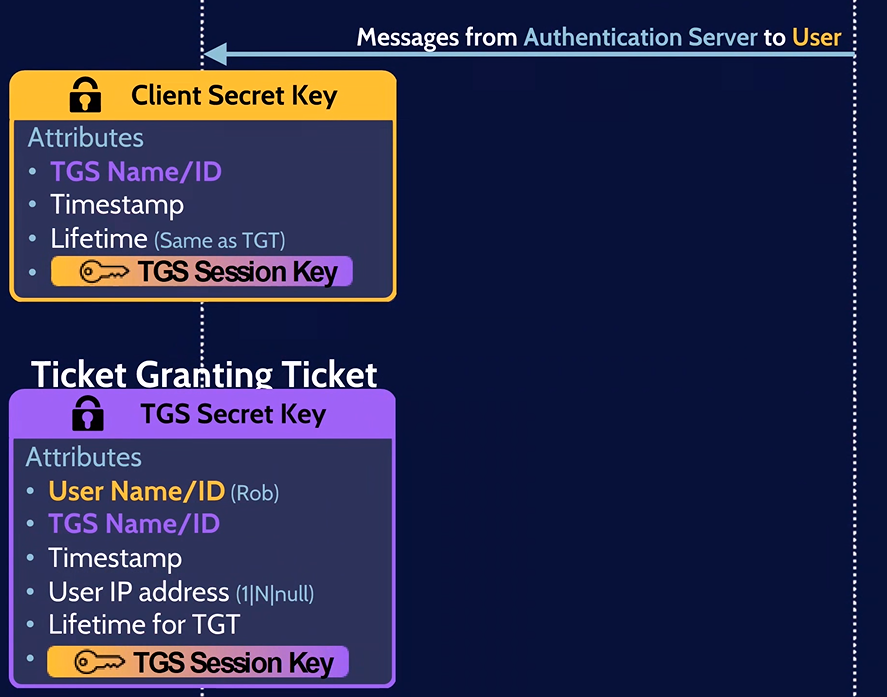 Messages from Authentication Server to User
Client Secret Key
Attributes
• TGS Name/ID
• Timestamp
• Lifetime (Same as TGT)
• TGS Session Key
Ticket Granting Ticket
TGS Secret Key
Attributes
• User Name/ID (Rob)
• TGS Name/ID
• Timestamp
• User IP address (1|N|null)
• Lifetime for TGT
• TGS Session Key